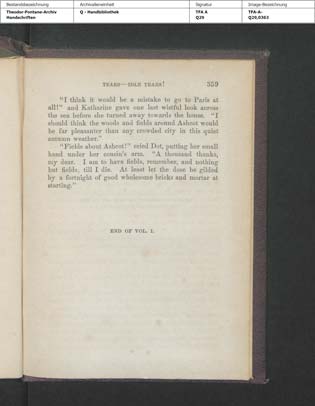 Bestandsbezeichnung Archivalieneinheit Signatur Image-Bezeichnung
Theodor-Fontane-Archiv Q - Handbibliothek TFA A TFA-A-
Handschriften Q29 Q29,0363
TEARS—IDLE TEARS! 359
"I think it would be a mistake to go to Paris at
all!" and Katharine gave one last wistful look across
the sea before she turned away towards the house. "I
should think the woods and fields around Ashcot would
be far pleasanter than any crowded city in this quiet
autumn weather."
"Fields about Ashcot!" cried Dot, putting her small
hand under her cousin's arm. "A thousand thanks,
my dear. I am to have fields, remember, and nothing
but fields, till I die. At least let the dose be gilded
by a fortnight of good wholesome bricks and mortar at
starting."
END OF VOL. I.